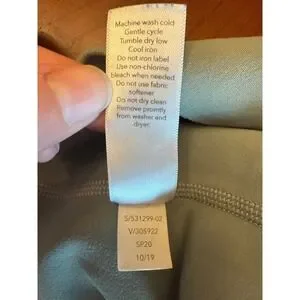 Machine wash cold
Gentle cycle
Tumble dry low
Cool iron
Do not iron label
Use non-chlorine
bleach when needed
Do not use fabric
softener
Do not dry clean
Remove promptly
from washer and
dryer
S/531299-02
V/305922
SP20
10/19